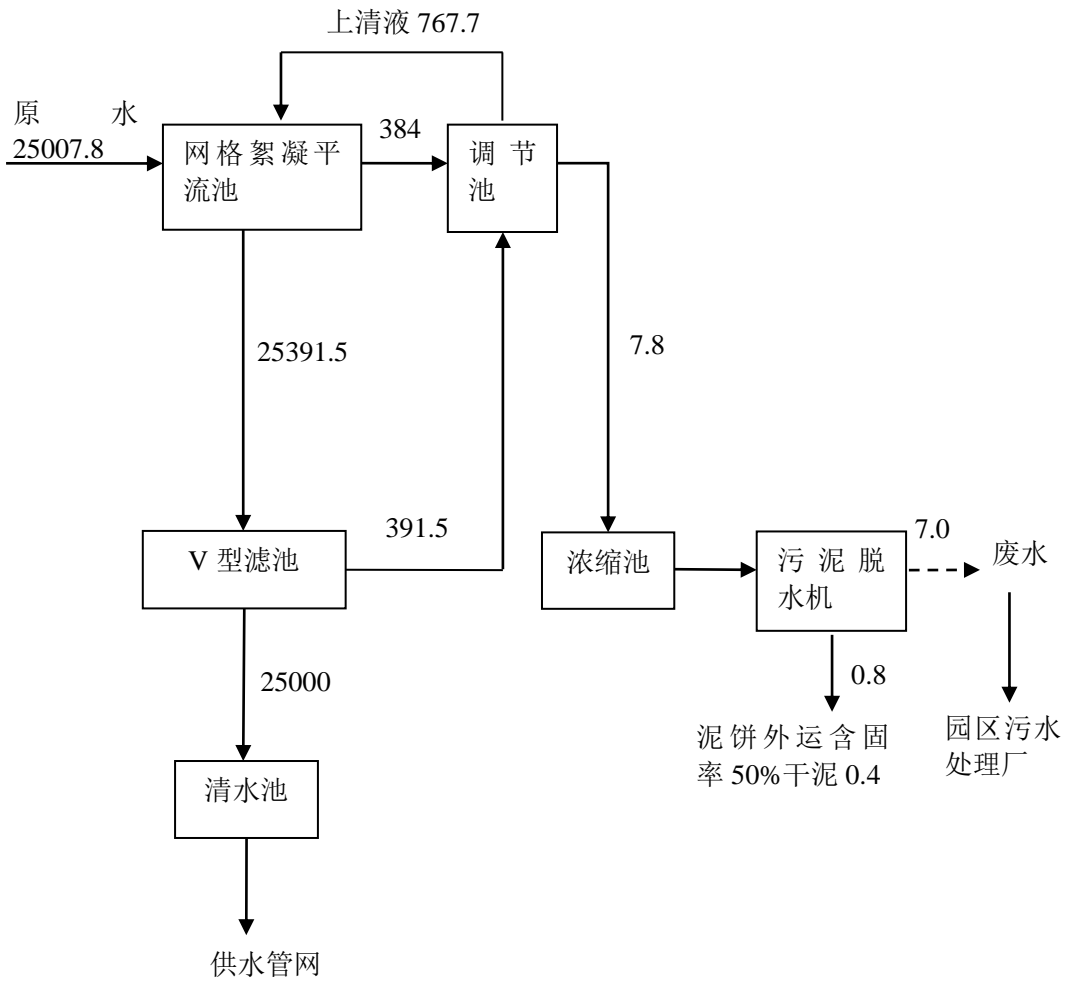 上清液 767.7
原 水
25007.8
网格絮凝平
流池
384
调节
池
25391.5
7.8
V 型滤池
391.5
浓缩池
污泥脱
水机
7.0
废水
25000
0.8
泥饼外运含固
率 50%干泥 0.4
园区污水
处理厂
清水池
供水管网